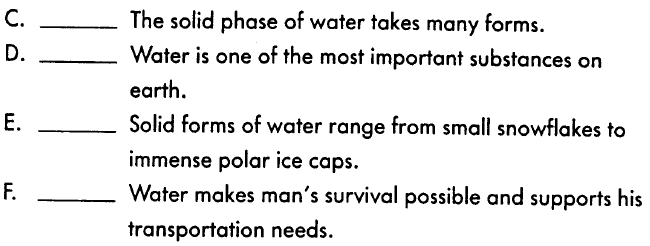 C. ______ The solid phase of water takes many forms.
D. ______ Water is one of the most important substances on
earth.
E. ______ Solid forms of water range from small snowflakes to
immense polar ice caps.
F. ______ Water makes man's survival possible and supports his
transportation needs.